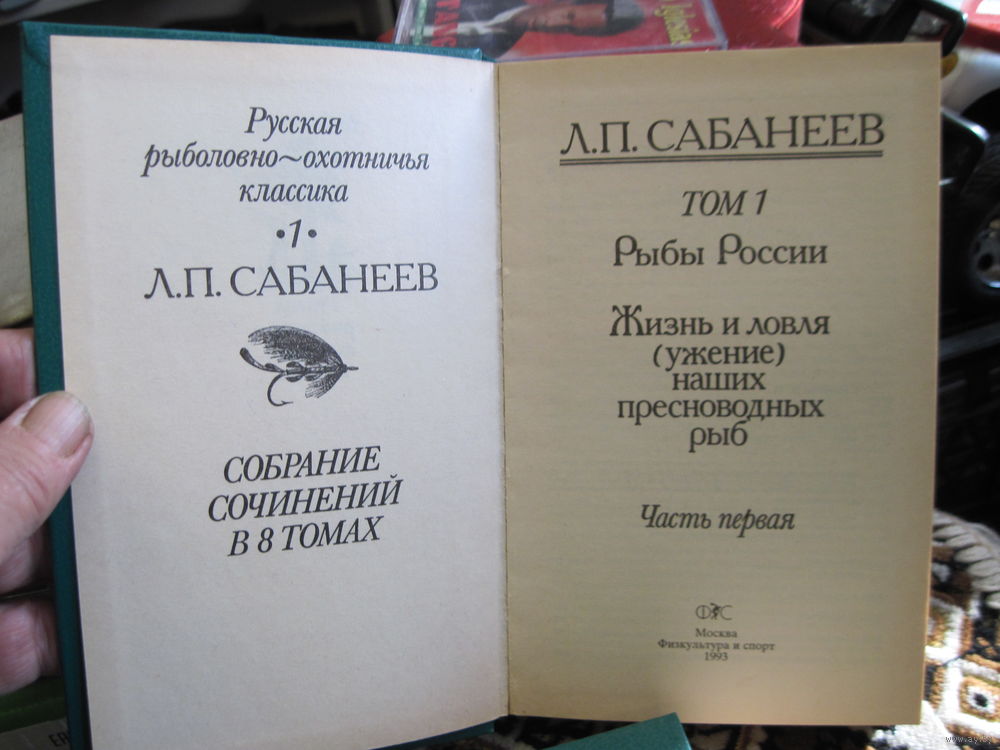 Русская
рыболовно~охотничья
классика
•1•
Л.П. САБАНЕЕВ
СОБРАНИЕ
СОЧИНЕНИЙ
В 8 ТОМАХ
Л.П. САБАНЕЕВ
ТОМ 1
Рыбы России
Жизнь и ловля
(ужение)
наших
пресноводных
рыб
Часть первая
ФиС
Москва
Физкультура и спорт
1993